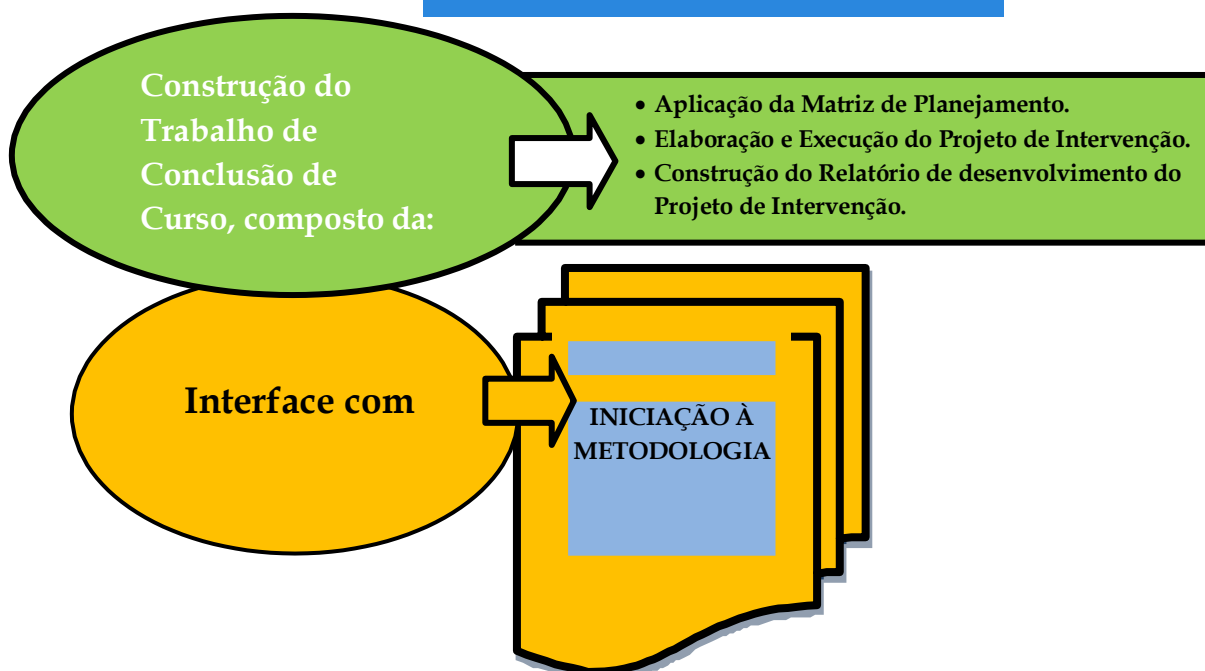 Construção do
Trabalho de
Conclusão de
Curso, composto da:
• Aplicação da Matriz de Planejamento.
• Elaboração e Execução do Projeto de Intervenção.
• Construção do Relatório de desenvolvimento do
Projeto de Intervenção.
Interface com
INICIAÇÃO À
METODOLOGIA